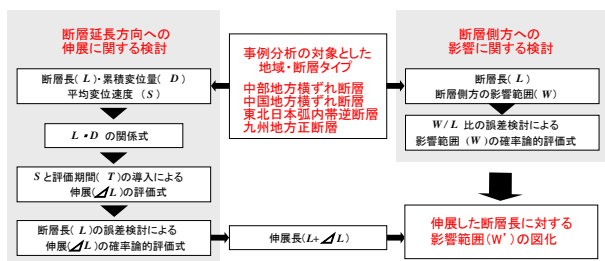 断層延長方向への
伸展に関する検討
断層長(L)・累積変位量(D)
平均変位速度(S)
L・Dの関係式
Sと評価期間(T)の導入による
伸展(⊿L)の評価式
断層長(L)の誤差検討による
伸展(⊿L)の確率論的評価式
事例分析の対象とした
地域・断層タイプ
中部地方横ずれ断層
中国地方横ずれ断層
東北日本弧内帯逆断層
九州地方正断層
伸展長(L+⊿L)
断層側方への
影響に関する検討
断層長(L)
断層側方の影響範囲(W)
W/L 比の誤差検討による
影響範囲(W)の確率論的評価式
伸展した断層長に対する
影響範囲(W')の図化